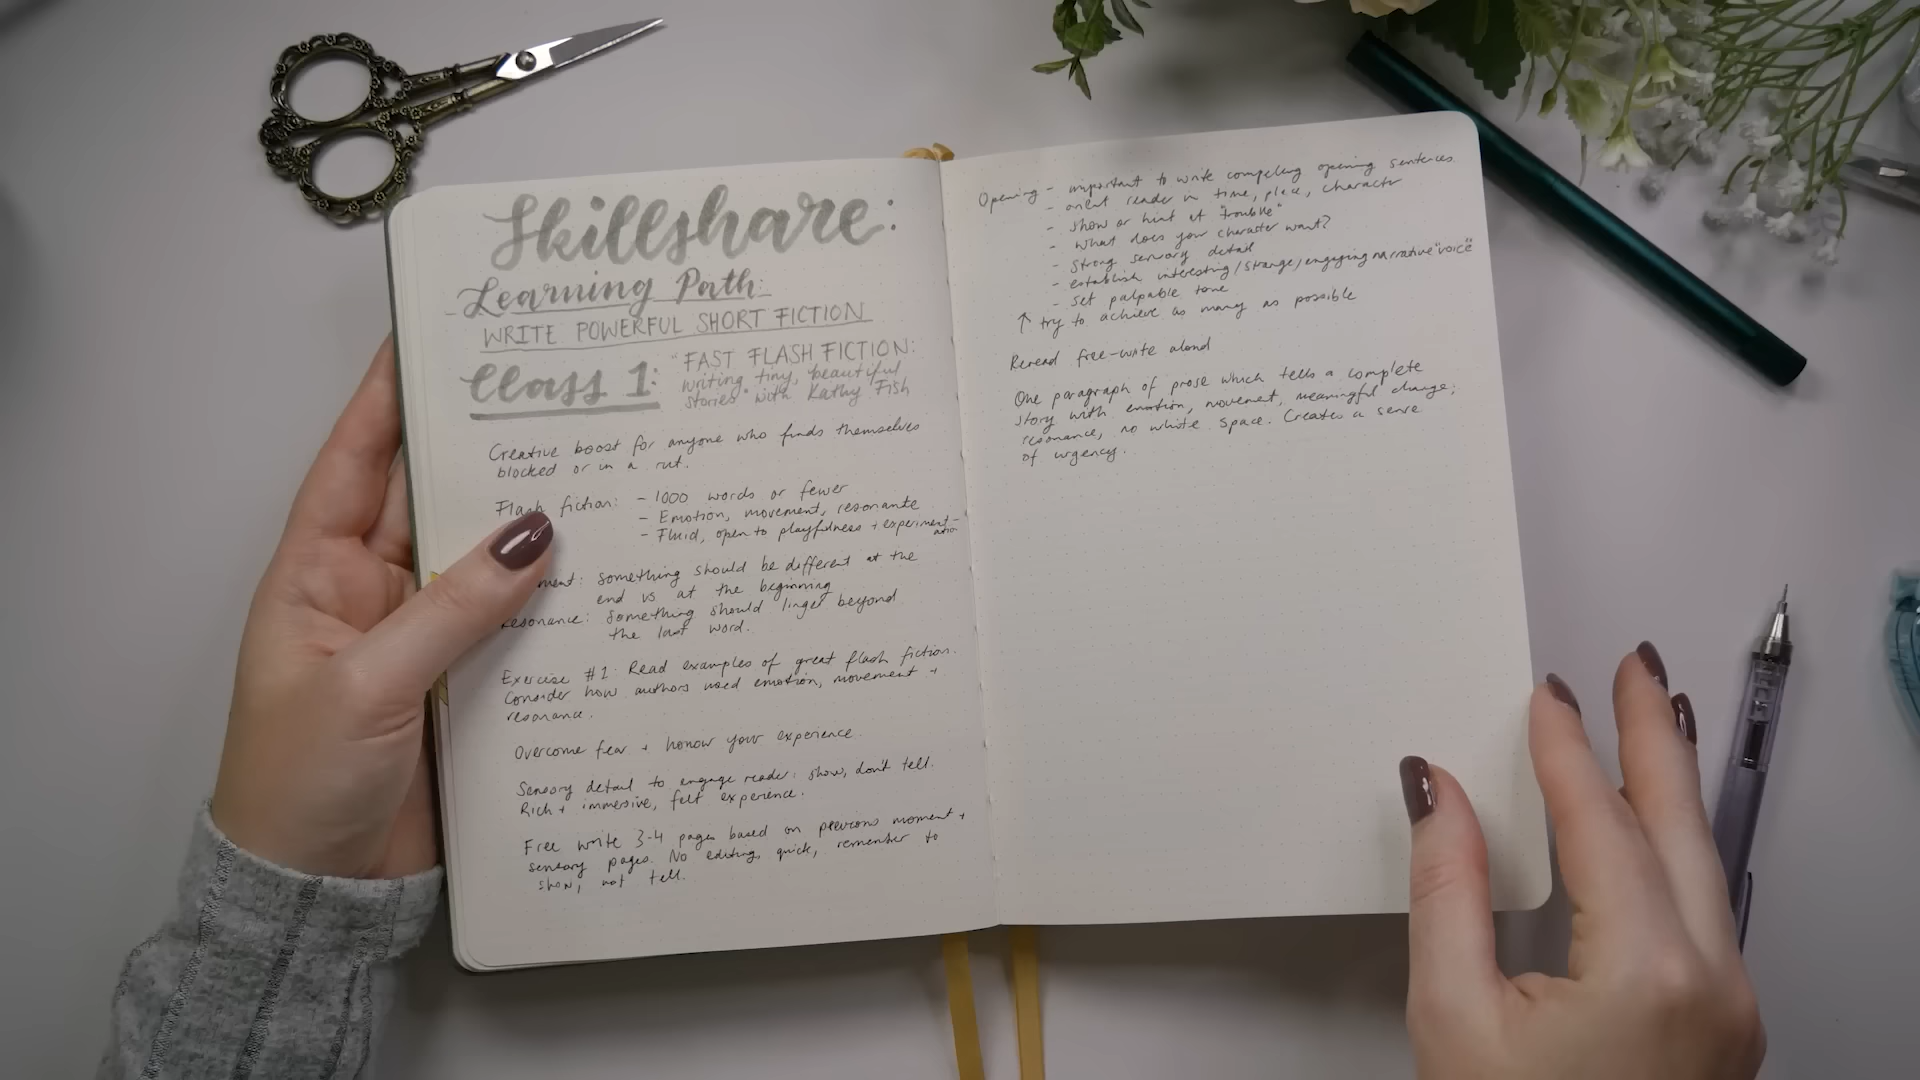 Skillshare:
Learning Path:
WRITE POWERFUL SHORT FICTION
Class 1:
"FAST FLASH FICTION:
writing tiny, beautiful
stories" with Kathy Fish
Creative boost for anyone who finds themselves
blocked or in a rut.
Flash fiction: - 1000 words or fewer
- Emotion, movement, resonante
- Fluid, open to playfulness + experiment-
ation
ment: something should be different at the
end vs at the beginning
Resonance: Something should linger beyond
the last word.
Exercise #1: Read examples of great flash fiction.
Consider how authors used emotion, movement +
resonance.
Overcome fear + honour your experience.
Sensory detail to engage reader: show, don't tell.
Rich + immersive, felt experience.
Free write 3-4 pages based on previous moment +
sensory pages. No editing, quick, remember to
show, not tell.
Opening - important to write compelling opening sentences
- orient reader in time, place, character
- show or hint at "trouble"
- what does your character want?
- strong sensory detail
- establish interesting/strange/engaging narrative "voice"
- set palpable tone
↑ try to achieve as many as possible
Reread free-write aloud
One paragraph of prose which tells a complete
story with emotion, movement, meaningful change,
resonance, no white space. Creates a sense
of urgency.